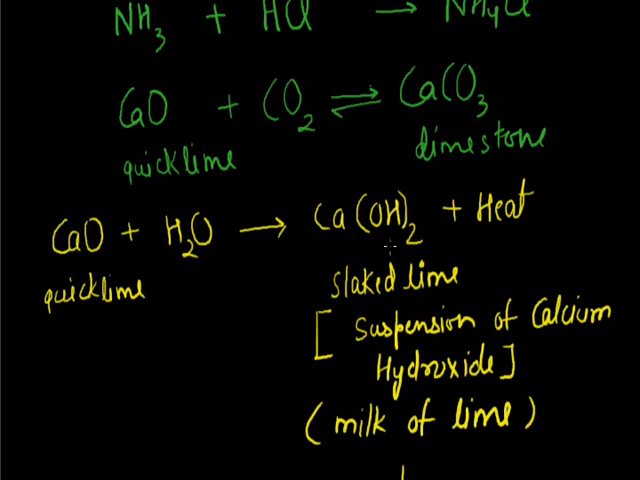 NH₃ + HCl → NH₄Cl
CaO + CO₂ ⇌ CaCO₃
quicklime limestone
CaO + H₂O → Ca(OH)₂ + Heat
quicklime
slaked lime
[ Suspension of Calcium
Hydroxide ]
(milk of lime)